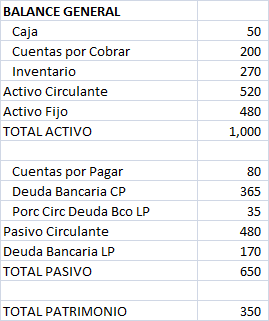 BALANCE GENERAL
Caja 50
Cuentas por Cobrar 200
Inventario 270
Activo Circulante 520
Activo Fijo 480
TOTAL ACTIVO 1,000
Cuentas por Pagar 80
Deuda Bancaria CP 365
Porc Circ Deuda Bco LP 35
Pasivo Circulante 480
Deuda Bancaria LP 170
TOTAL PASIVO 650
TOTAL PATRIMONIO 350